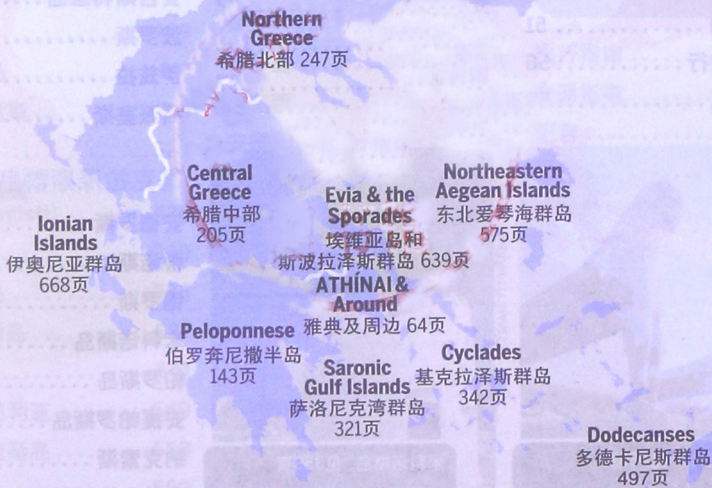 Northern
Greece
希腊北部 247页
Central
Greece
希腊中部
205页
Evia & the
Sporades
埃维亚岛和
斯波拉泽斯群岛 639页
Northeastern
Aegean Islands
东北爱琴海群岛
575页
Ionian
Islands
伊奥尼亚群岛
668页
ATHÍNAI &
Around
雅典及周边 64页
Peloponnese
伯罗奔尼撒半岛
143页
Saronic
Gulf Islands
萨洛尼克湾群岛
321页
Cyclades
基克拉泽斯群岛
342页
Dodecanses
多德卡尼斯群岛
497页